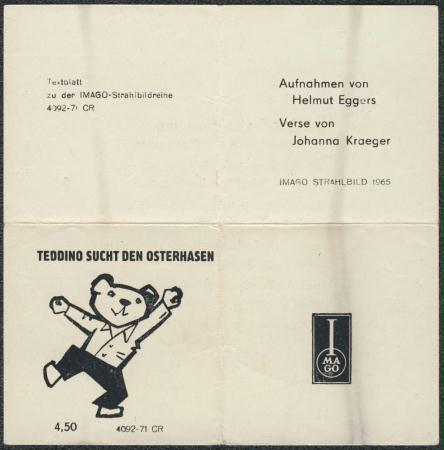 Textblatt
zu der IMAGO-Strahlbildreihe
4092-71 CR
Aufnahmen von
Helmut Eggers
Verse von
Johanna Kraeger
IMAGO STRAHLBILD 1965
TEDDINO SUCHT DEN OSTERHASEN
4,50
4092-71 CR
I
MA
GO